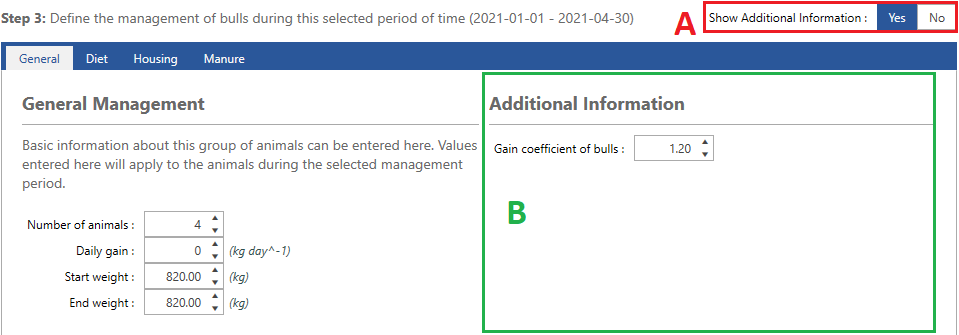 Step 3: Define the management of bulls during this selected period of time (2021-01-01 - 2021-04-30)
A
Show Additional Information :
Yes
No
General
Diet
Housing
Manure
General Management
Basic information about this group of animals can be entered here. Values
entered here will apply to the animals during the selected management
period.
Number of animals :
4
Daily gain :
0
(kg day^-1)
Start weight :
820.00
(kg)
End weight :
820.00
(kg)
Additional Information
Gain coefficient of bulls :
1.20
B